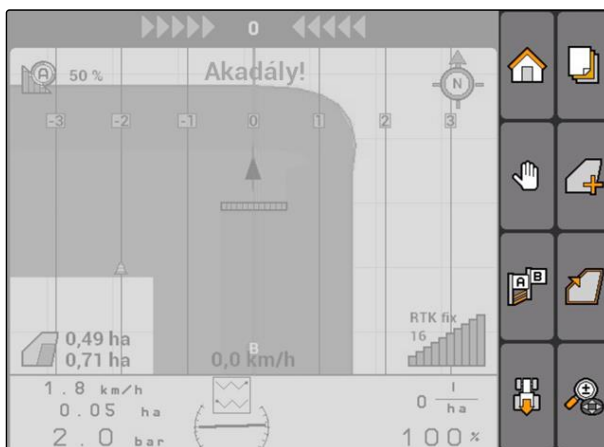 0
A 50 %
Akadály!
N
-3 -2 -1 0 1 2 3
A B
RTK fix
16
0,49 ha
0,71 ha
B
0,0 km/h
1.8 km/h
0.05 ha
2.0 bar
0 l/ha
100 %